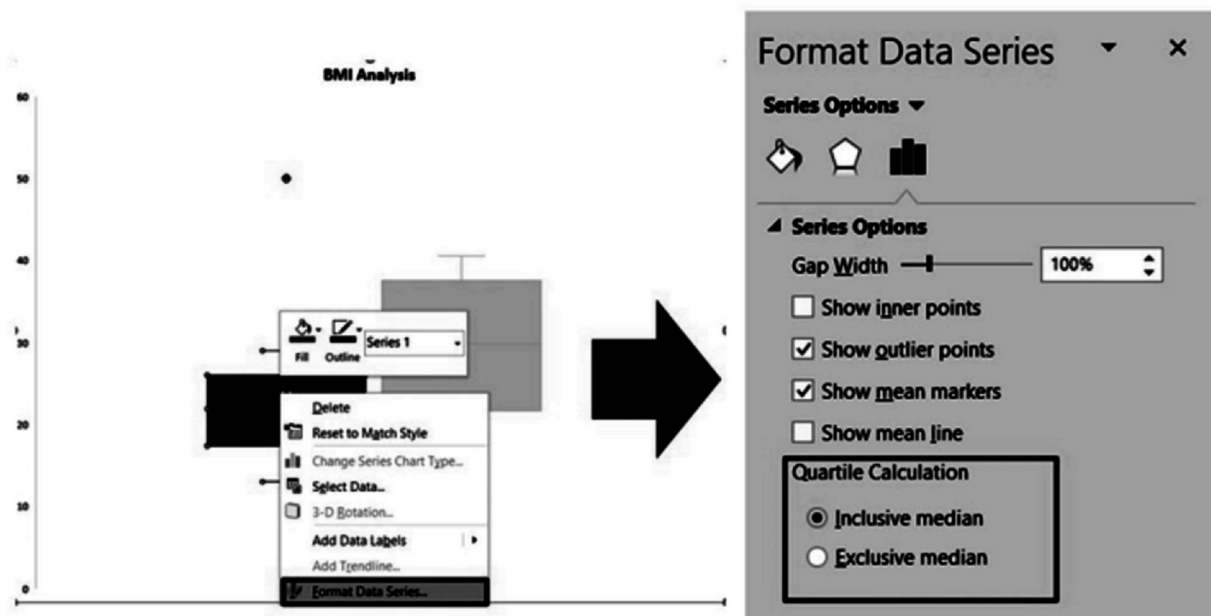 BMI Analysis
60
50
40
30
20
10
0
Fill Outline Series 1
Delete
Reset to Match Style
Change Series Chart Type...
Select Data...
3-D Rotation...
Add Data Labels
Add Trendline...
Format Data Series...
Format Data Series
Series Options
Series Options
Gap Width 100%
Show inner points
Show outlier points
Show mean markers
Show mean line
Quartile Calculation
Inclusive median
Exclusive median